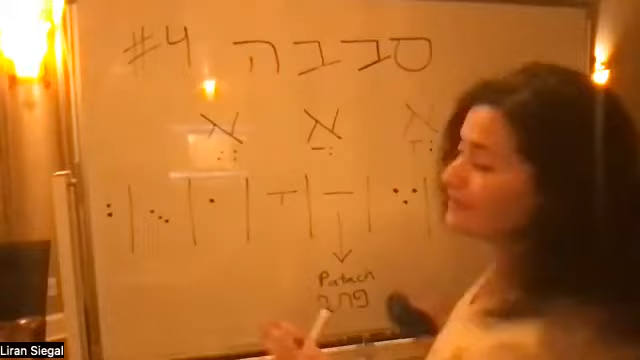 #4 סבבה
אֳ אֲ אֱ
Patach
פתח
Liran Siegal